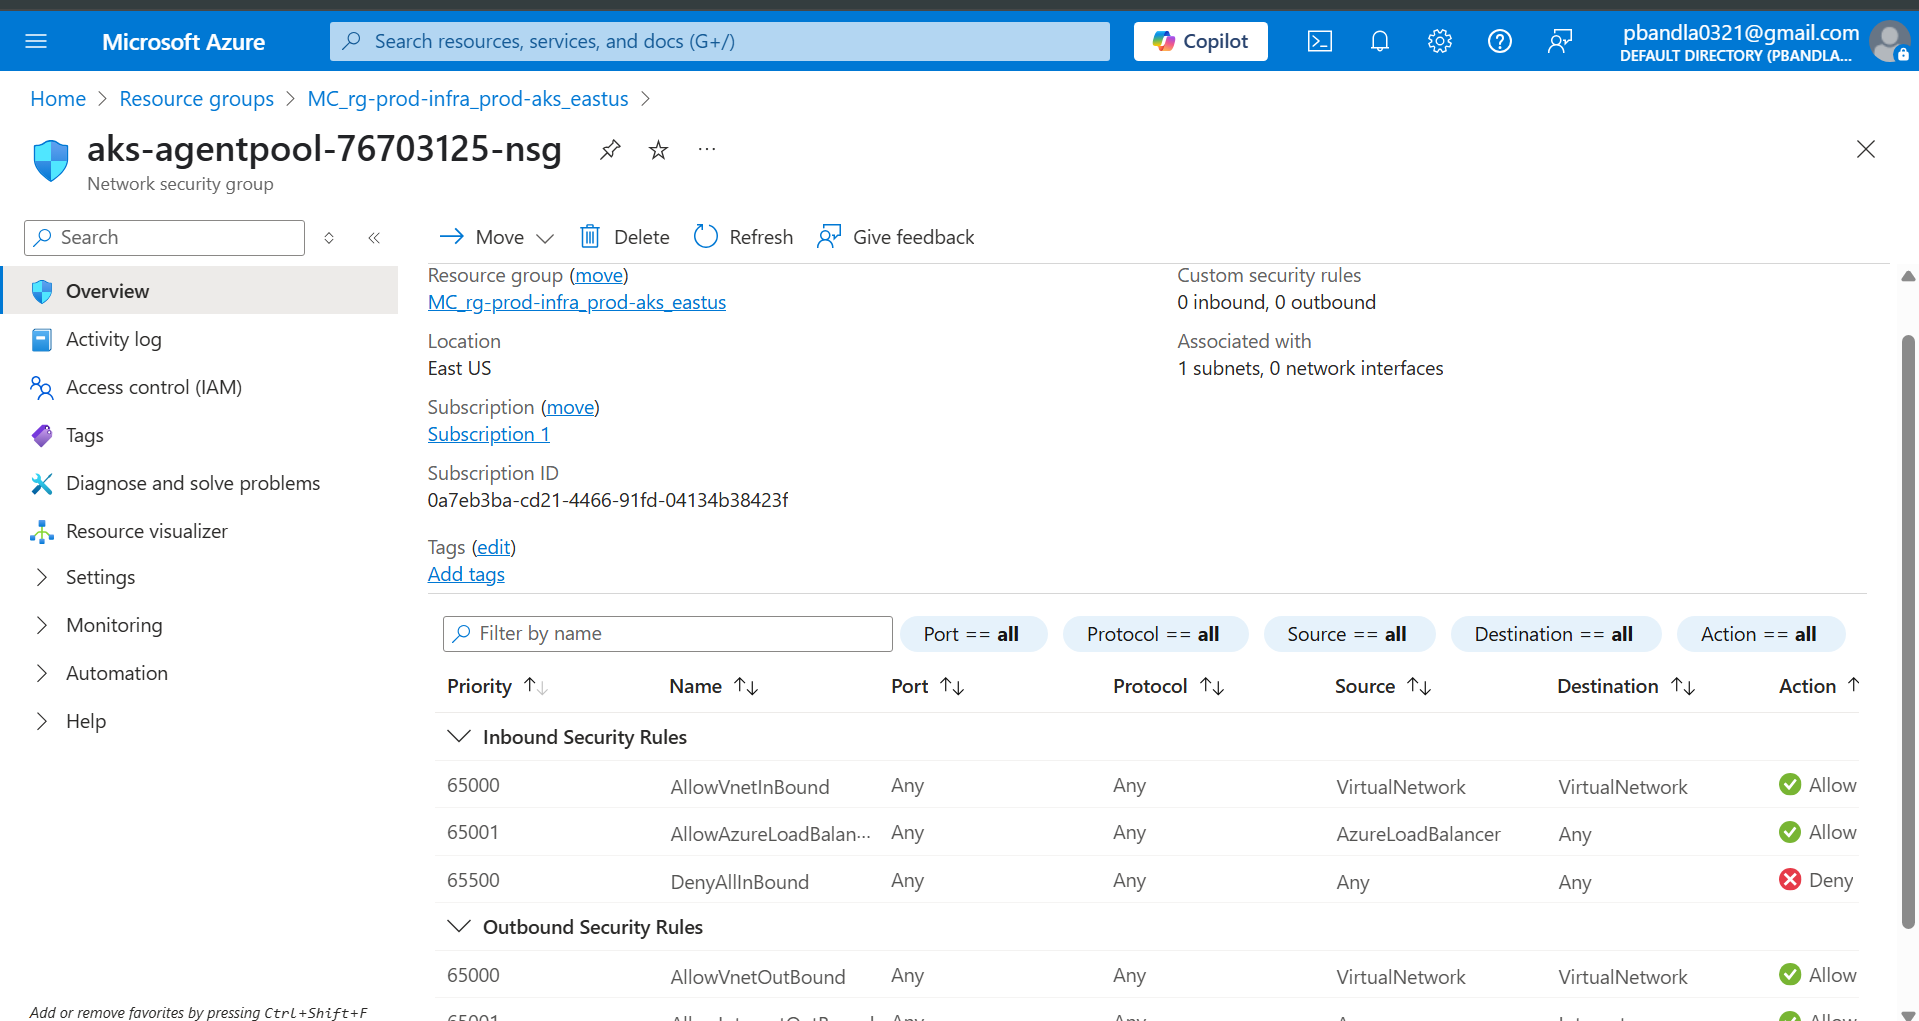 Microsoft Azure
Search resources, services, and docs (G+/)
Copilot
pbandla0321@gmail.com
DEFAULT DIRECTORY (PBANDLA...
Home > Resource groups > MC_rg-prod-infra_prod-aks_eastus >
aks-agentpool-76703125-nsg
Network security group
Search
Move
Delete
Refresh
Give feedback
Overview
Activity log
Access control (IAM)
Tags
Diagnose and solve problems
Resource visualizer
Settings
Monitoring
Automation
Help
Add or remove favorites by pressing Ctrl+Shift+F
Resource group (move)
MC_rg-prod-infra_prod-aks_eastus
Location
East US
Subscription (move)
Subscription 1
Subscription ID
0a7eb3ba-cd21-4466-91fd-04134b38423f
Tags (edit)
Add tags
Custom security rules
0 inbound, 0 outbound
Associated with
1 subnets, 0 network interfaces
Filter by name
Port == all
Protocol == all
Source == all
Destination == all
Action == all
Priority Name Port Protocol Source Destination Action
Inbound Security Rules
65000 AllowVnetInBound Any Any VirtualNetwork VirtualNetwork Allow
65001 AllowAzureLoadBalan... Any Any AzureLoadBalancer Any Allow
65500 DenyAllInBound Any Any Any Any Deny
Outbound Security Rules
65000 AllowVnetOutBound Any Any VirtualNetwork VirtualNetwork Allow